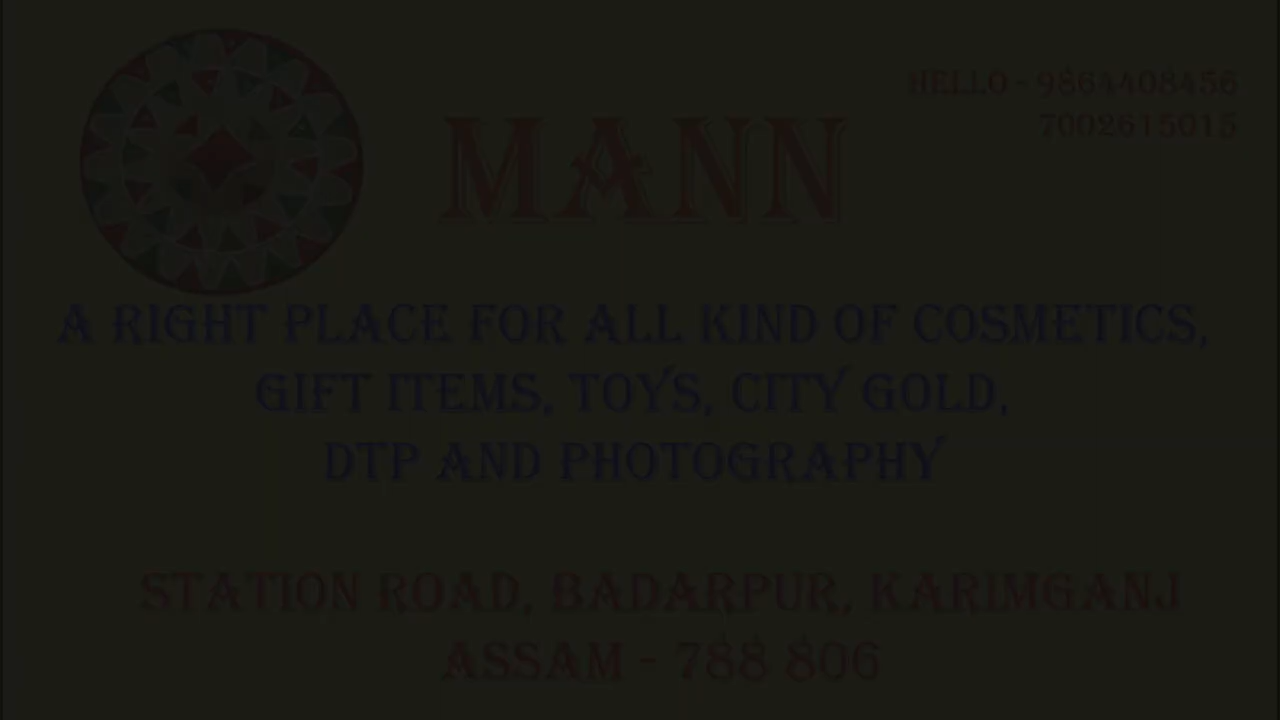 HELLO - 9864408456
7002615015
MANN
A RIGHT PLACE FOR ALL KIND OF COSMETICS,
GIFT ITEMS, TOYS, CITY GOLD,
DTP AND PHOTOGRAPHY
STATION ROAD, BADARPUR, KARIMGANJ
ASSAM - 788 806